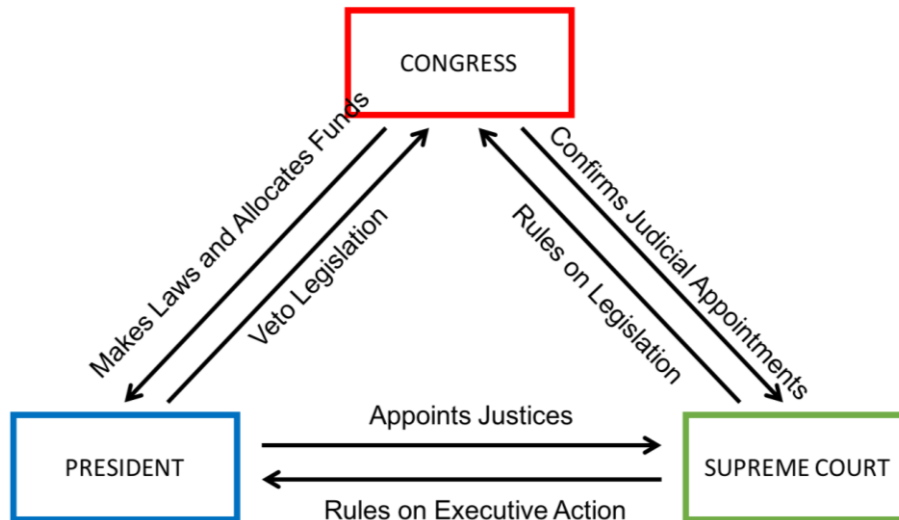 CONGRESS
Makes Laws and Allocates Funds
Veto Legislation
Rules on Legislation
Confirms Judicial Appointments
PRESIDENT
Appoints Justices
SUPREME COURT
Rules on Executive Action